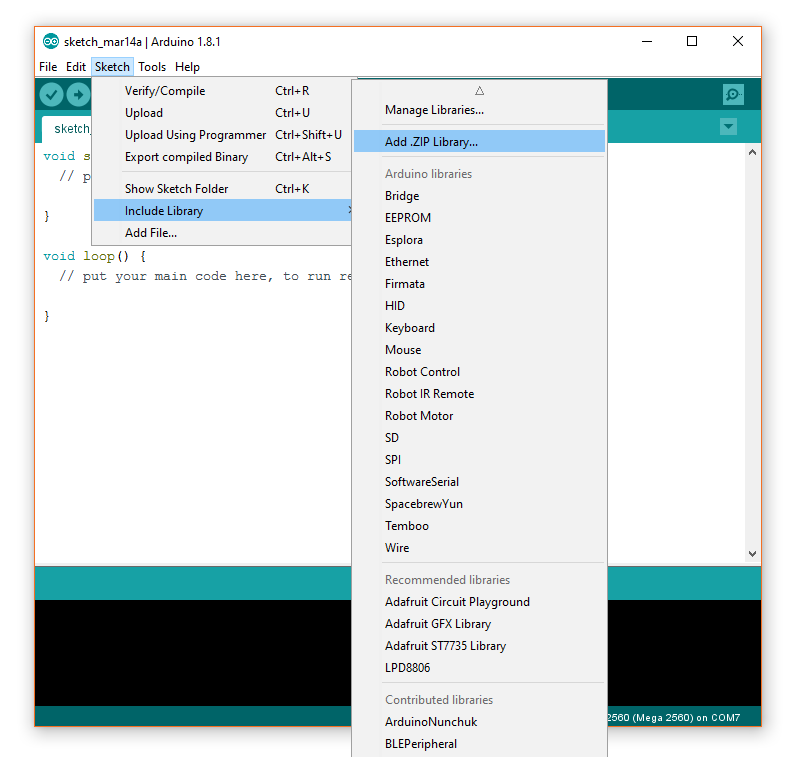 sketch_mar14a | Arduino 1.8.1
File Edit Sketch Tools Help
Verify/Compile Ctrl+R
Upload Ctrl+U
Upload Using Programmer Ctrl+Shift+U
Export compiled Binary Ctrl+Alt+S
Show Sketch Folder Ctrl+K
Include Library
Add File...
Manage Libraries...
Add .ZIP Library...
Arduino libraries
Bridge
EEPROM
Esplora
Ethernet
Firmata
HID
Keyboard
Mouse
Robot Control
Robot IR Remote
Robot Motor
SD
SPI
SoftwareSerial
SpacebrewYun
Temboo
Wire
Recommended libraries
Adafruit Circuit Playground
Adafruit GFX Library
Adafruit ST7735 Library
LPD8806
Contributed libraries
ArduinoNunchuk
BLEPeripheral
sketch_
void s
// p
}
void loop() {
// put your main code here, to run re
}
2560 (Mega 2560) on COM7